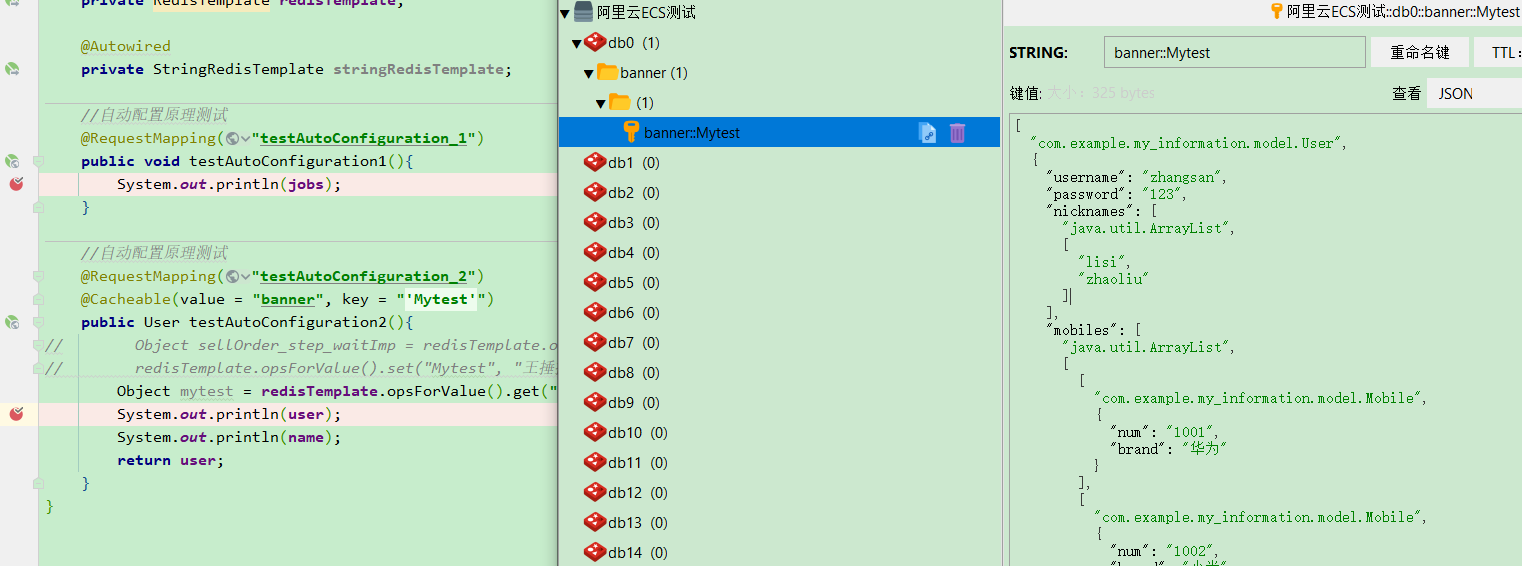 private RedisTemplate redisTemplate;
@Autowired
private StringRedisTemplate stringRedisTemplate;
//自动配置原理测试
@RequestMapping("testAutoConfiguration_1")
public void testAutoConfiguration1(){
System.out.println(jobs);
}
//自动配置原理测试
@RequestMapping("testAutoConfiguration_2")
@Cacheable(value = "banner", key = "'Mytest'")
public User testAutoConfiguration2(){
// Object sellOrder_step_waitImp = redisTemplate.o
// redisTemplate.opsForValue().set("Mytest", "王捶
Object mytest = redisTemplate.opsForValue().get("
System.out.println(user);
System.out.println(name);
return user;
}
}
阿里云ECS测试
db0 (1)
banner (1)
(1)
banner::Mytest
db1 (0)
db2 (0)
db3 (0)
db4 (0)
db5 (0)
db6 (0)
db7 (0)
db8 (0)
db9 (0)
db10 (0)
db11 (0)
db12 (0)
db13 (0)
db14 (0)
阿里云ECS测试::db0::banner::Mytest
STRING: banner::Mytest 重命名键 TTL:
键值: 大小: 325 bytes 查看 JSON
[
"com.example.my_information.model.User",
{
"username": "zhangsan",
"password": "123",
"nicknames": [
"java.util.ArrayList",
[
"lisi",
"zhaoliu"
]
],
"mobiles": [
"java.util.ArrayList",
[
[
"com.example.my_information.model.Mobile",
{
"num": "1001",
"brand": "华为"
}
],
[
"com.example.my_information.model.Mobile",
{
"num": "1002",
"brand": "小米"